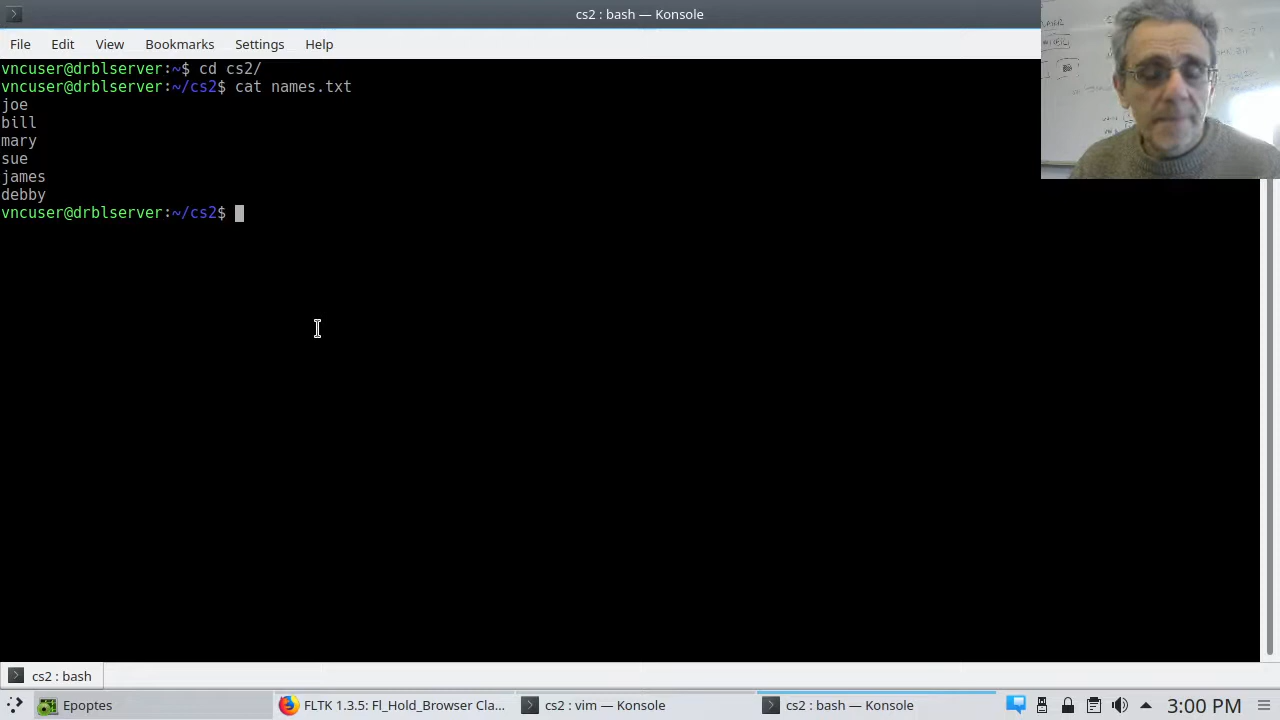 cs2 : bash — Konsole
File Edit View Bookmarks Settings Help
vncuser@drblserver:~$ cd cs2/
vncuser@drblserver:~/cs2$ cat names.txt
joe
bill
mary
sue
james
debby
vncuser@drblserver:~/cs2$
cs2 : bash
Epoptes FLTK 1.3.5: Fl_Hold_Browser Cla... cs2 : vim — Konsole cs2 : bash — Konsole 3:00 PM